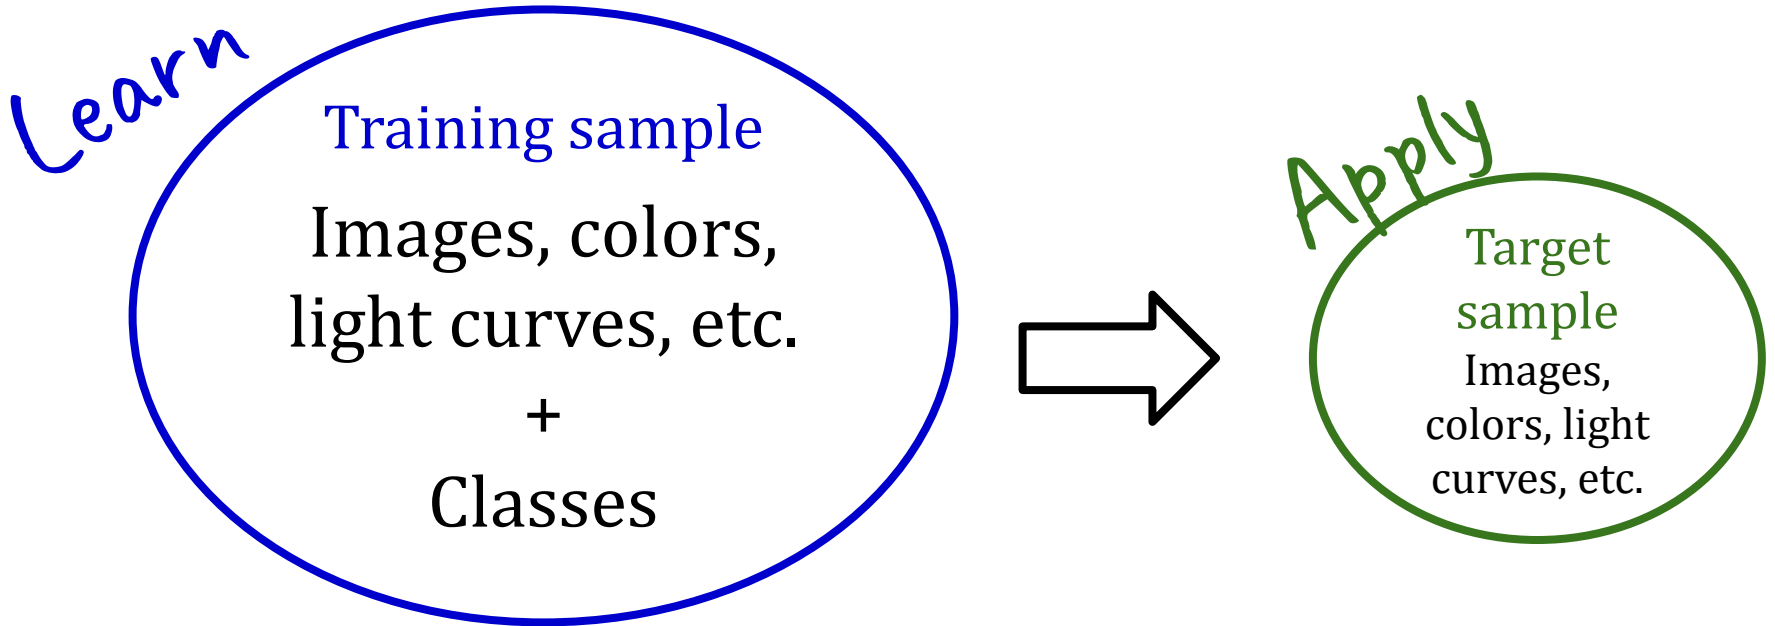 Learn
Training sample
Images, colors,
light curves, etc.
+
Classes
Apply
Target
sample
Images,
colors, light
curves, etc.